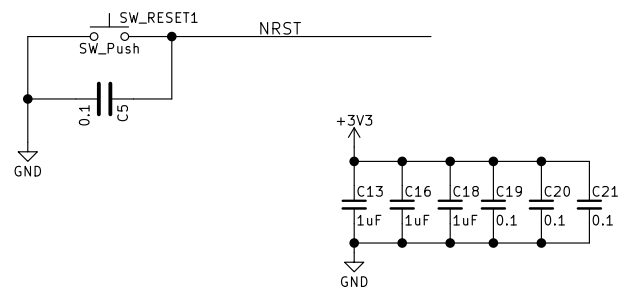 SW_RESET1
NRST
SW_Push
0.1
C5
GND
+3V3
C13 C16 C18 C19 C20 C21
1uF 1uF 1uF 0.1 0.1 0.1
GND